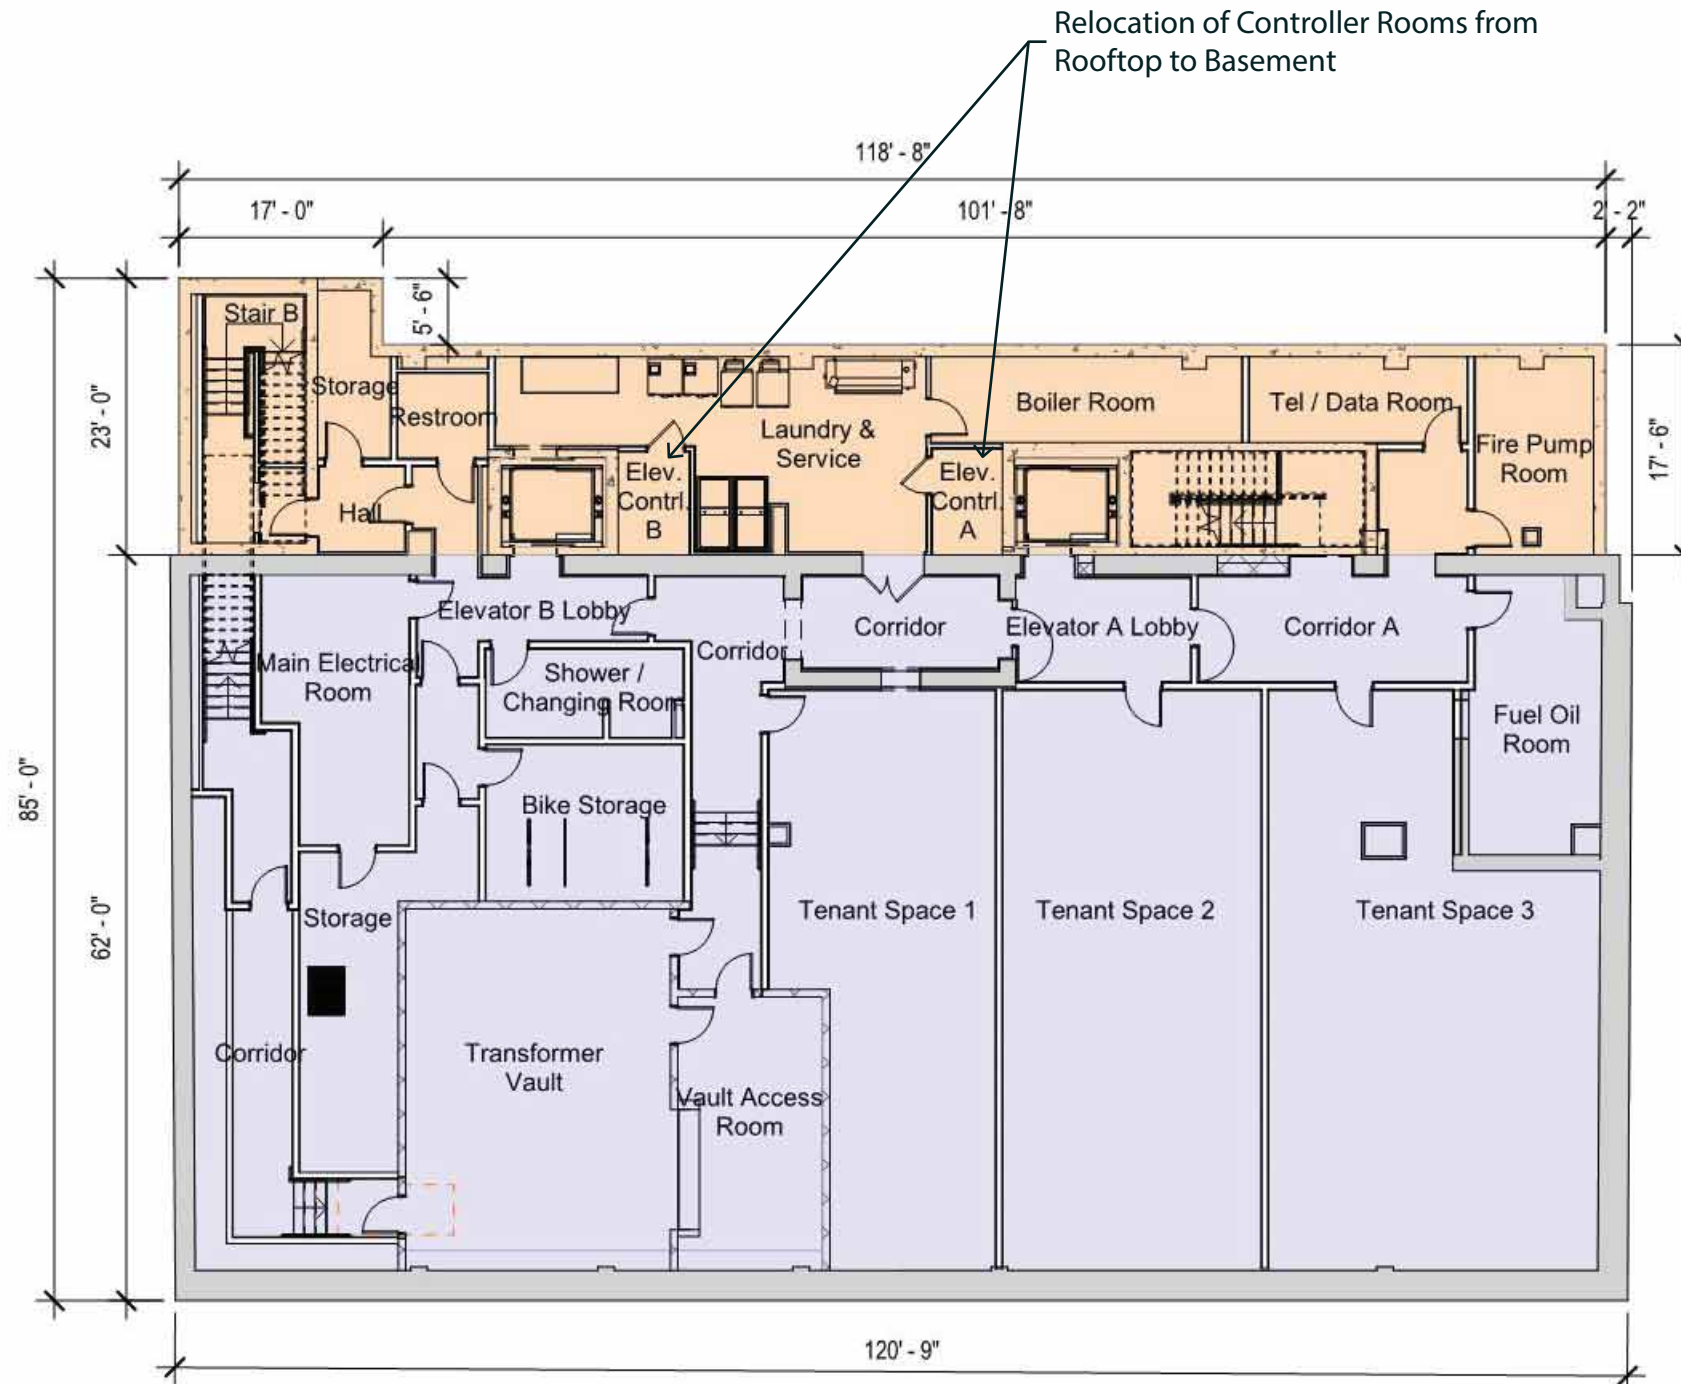 Relocation of Controller Rooms from
Rooftop to Basement
118' - 8"
17' - 0"
101' - 8"
2' - 2"
5' - 6"
23' - 0"
17' - 6"
85' - 0"
62' - 0"
120' - 9"
Stair B
Storage
Restroom
Hall
Elev.
Contrl.
B
Laundry &
Service
Elev.
Contrl.
A
Boiler Room
Tel / Data Room
Fire Pump
Room
Elevator B Lobby
Corridor
Corridor
Elevator A Lobby
Corridor A
Main Electrical
Room
Shower /
Changing Room
Bike Storage
Fuel Oil
Room
Storage
Tenant Space 1
Tenant Space 2
Tenant Space 3
Corridor
Transformer
Vault
Vault Access
Room